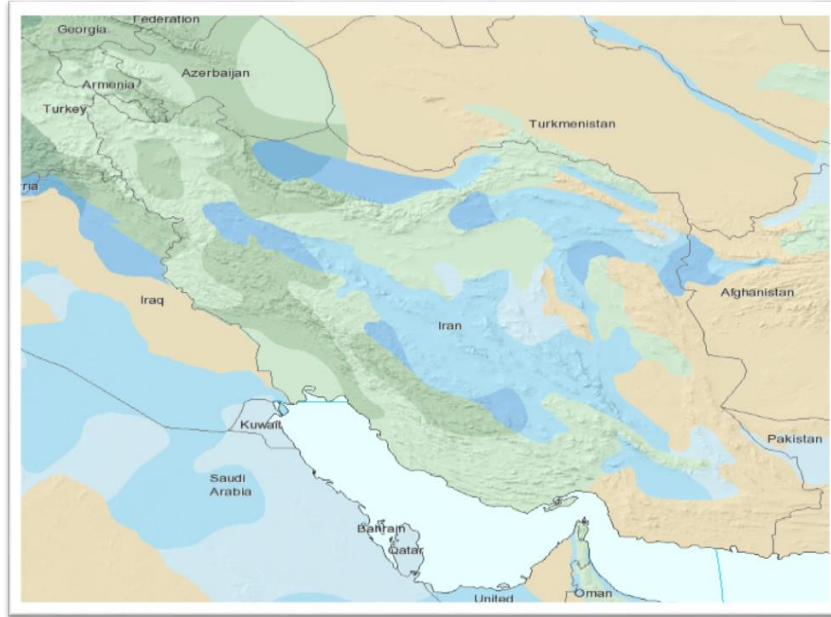 Federation
Georgia
Azerbaijan
Armenia
Turkey
Turkmenistan
ria
Afghanistan
Iraq
Iran
Kuwait
Pakistan
Saudi
Arabia
Bahrain
Qatar
United
Oman